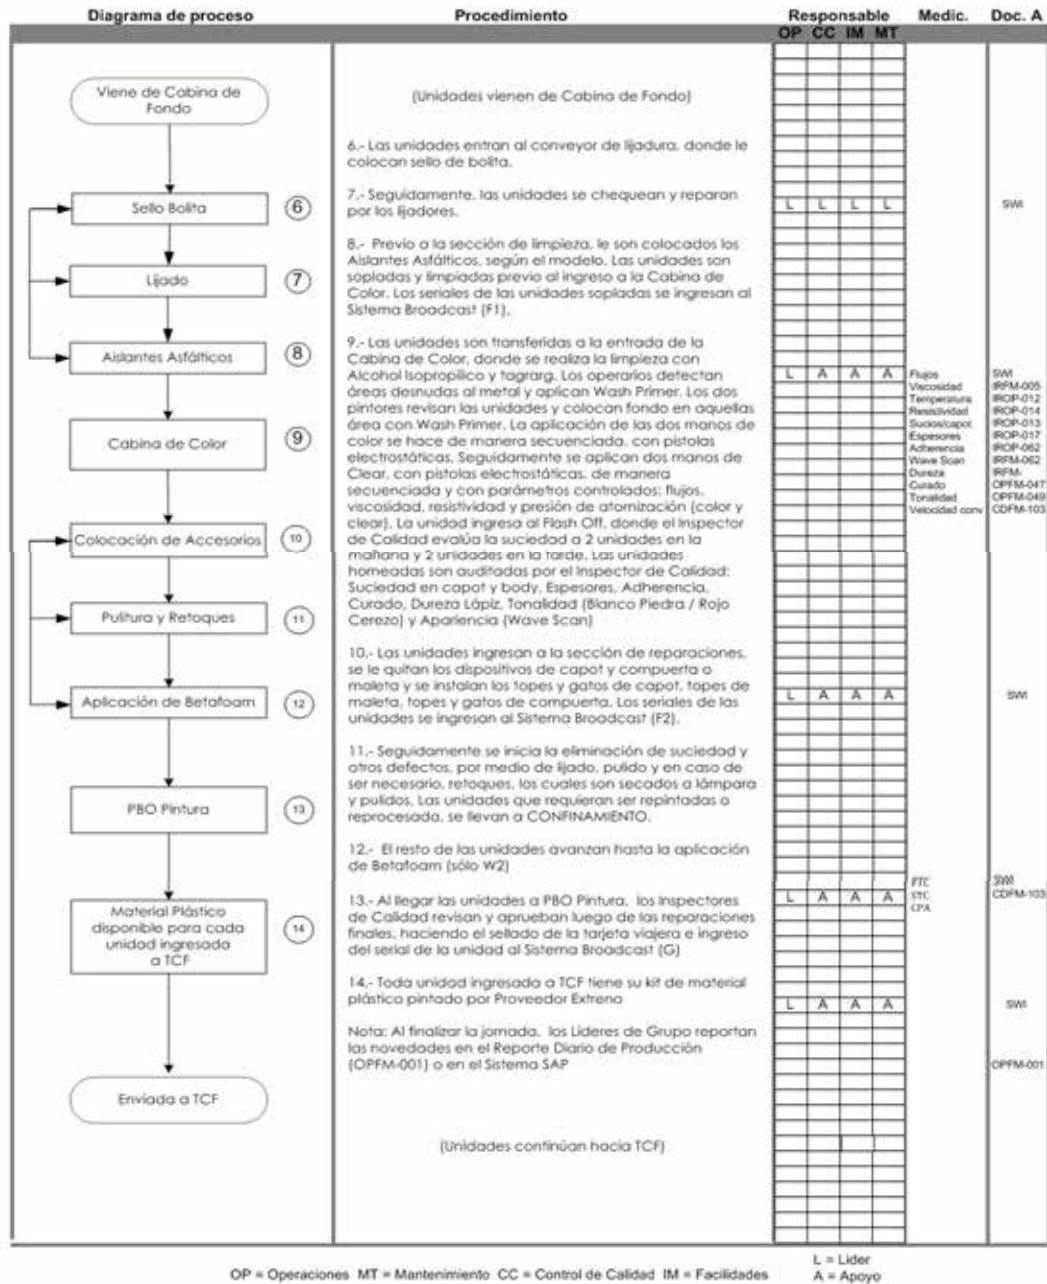 Diagrama de proceso
Procedimiento
Responsable
Medic.
Doc. A
OP CC IM MT
Viene de Cabina de
Fondo
Sello Bolita
6
Lijado
7
Aislantes Asfálticos
8
Cabina de Color
9
Colocación de Accesorios
10
Pulitura y Retoques
11
Aplicación de Betafoam
12
PBO Pintura
13
Material Plástico
disponible para cada
unidad ingresada
a TCF
14
Enviada a TCF
(Unidades vienen de Cabina de Fondo)
6.- Las unidades entran al conveyor de lijadura, donde le
colocan sello de bolita.
7.- Seguidamente, las unidades se chequean y reparan
por los lijadores.
8.- Previo a la sección de limpieza, le son colocados los
Aislantes Asfálticos, según el modelo. Las unidades son
sopladas y limpiadas previo al ingreso a la Cabina de
Color. Los seriales de las unidades sopladas se ingresan al
Sistema Broadcast (F1).
9.- Las unidades son transferidas a la entrada de la
Cabina de Color, donde se realiza la limpieza con
Alcohol Isopropílico y tagrarg. Los operarios detectan
áreas desnudas al metal y aplican Wash Primer. Los dos
pintores revisan las unidades y colocan fondo en aquellas
área con Wash Primer. La aplicación de las dos manos de
color se hace de manera secuenciada, con pistolas
electrostáticas. Seguidamente se aplican dos manos de
Clear, con pistolas electrostáticas, de manera
secuenciada y con parámetros controlados: flujos,
viscosidad, resistividad y presión de atomización (color y
clear). La unidad ingresa al Flash Off, donde el Inspector
de Calidad evalúa la suciedad a 2 unidades en la
mañana y 2 unidades en la tarde. Las unidades
horneadas son auditadas por el Inspector de Calidad:
Suciedad en capot y body, Espesores, Adherencia,
Curado, Dureza Lápiz, Tonalidad (Blanco Piedra / Rojo
Cerezo) y Apariencia (Wave Scan)
10.- Las unidades ingresan a la sección de reparaciones,
se le quitan los dispositivos de capot y compuerta o
maleta y se instalan los topes y gatos de capot, topes de
maleta, topes y gatos de compuerta. Los seriales de las
unidades se ingresan al Sistema Broadcast (F2).
11.- Seguidamente se inicia la eliminación de suciedad y
otros defectos, por medio de lijado, pulido y en caso de
ser necesario, retoques, los cuales son secados a lámpara
y pulidos. Las unidades que requieran ser repintadas o
reprocesada, se llevan a CONFINAMIENTO.
12.- El resto de las unidades avanzan hasta la aplicación
de Betafoam (sólo W2)
13.- Al llegar las unidades a PBO Pintura, los Inspectores
de Calidad revisan y aprueban luego de las reparaciones
finales, haciendo el sellado de la tarjeta viajera e ingreso
del serial de la unidad al Sistema Broadcast (G)
14.- Toda unidad ingresada a TCF tiene su kit de material
plástico pintado por Proveedor Extreno
Nota: Al finalizar la jornada, los Líderes de Grupo reportan
las novedades en el Reporte Diario de Producción
(OPFM-001) o en el Sistema SAP
(Unidades continúan hacia TCF)
L L L L SWI
L A A A Flujos SWI
Viscosidad IRFM-005
Temperatura IROP-012
Resistividad IROP-014
Sucios/capot IROP-013
Espesores IROP-017
Adherencia IROP-062
Wave Scan IRFM-062
Dureza IRFM-
Curado OPFM-047
Tonalidad OPFM-049
Velocidad conv CDFM-103
L A A A SWI
FTC SWI
L A A A STC CDFM-103
CPA
L A A A SWI
OPFM-001
OP = Operaciones MT = Mantenimiento CC = Control de Calidad IM = Facilidades
L = Lider
A = Apoyo